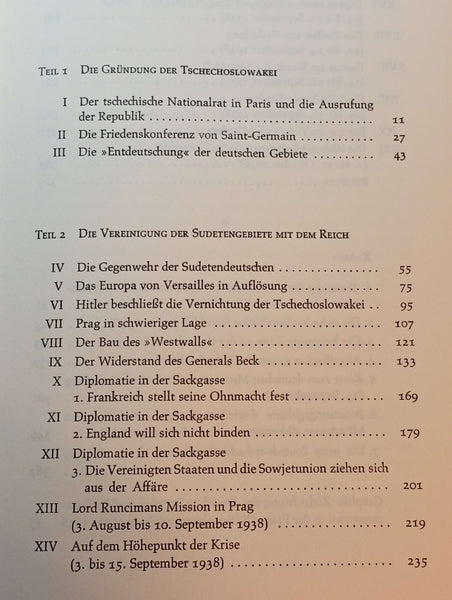 Teil 1 Die Gründung der Tschechoslowakei
I Der tschechische Nationalrat in Paris und die Ausrufung
der Republik . . . . . . . . . . . . . . . . . . . . . . . . . . . . . . . . 11
II Die Friedenskonferenz von Saint-Germain . . . . . . . . . . . . 27
III Die »Entdeutschung« der deutschen Gebiete . . . . . . . . . . 43
Teil 2 Die Vereinigung der Sudetengebiete mit dem Reich
IV Die Gegenwehr der Sudetendeutschen . . . . . . . . . . . . . . 55
V Das Europa von Versailles in Auflösung . . . . . . . . . . . . . 75
VI Hitler beschließt die Vernichtung der Tschechoslowakei . . 95
VII Prag in schwieriger Lage . . . . . . . . . . . . . . . . . . . . . . 107
VIII Der Bau des »Westwalls« . . . . . . . . . . . . . . . . . . . . . . 121
IX Der Widerstand des Generals Beck . . . . . . . . . . . . . . . . 133
X Diplomatie in der Sackgasse
1. Frankreich stellt seine Ohnmacht fest . . . . . . . . . . . . . 169
XI Diplomatie in der Sackgasse
2. England will sich nicht binden . . . . . . . . . . . . . . . . . . 179
XII Diplomatie in der Sackgasse
3. Die Vereinigten Staaten und die Sowjetunion ziehen sich
aus der Affäre . . . . . . . . . . . . . . . . . . . . . . . . . . . . . 201
XIII Lord Runcimans Mission in Prag
(3. August bis 10. September 1938) . . . . . . . . . . . . . . . . 219
XIV Auf dem Höhepunkt der Krise
(3. bis 15. September 1938) . . . . . . . . . . . . . . . . . . . . . 235